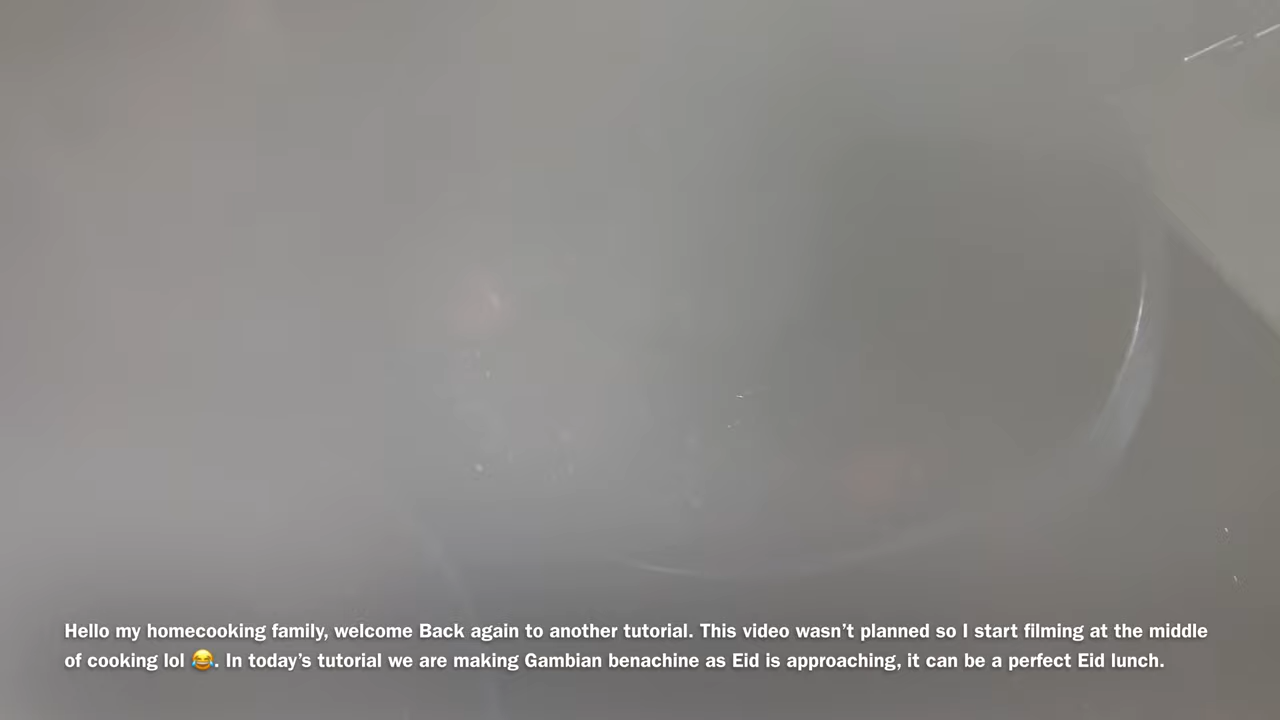 Hello my homecooking family, welcome Back again to another tutorial. This video wasn’t planned so I start filming at the middle
of cooking lol 😂. In today’s tutorial we are making Gambian benachine as Eid is approaching, it can be a perfect Eid lunch.